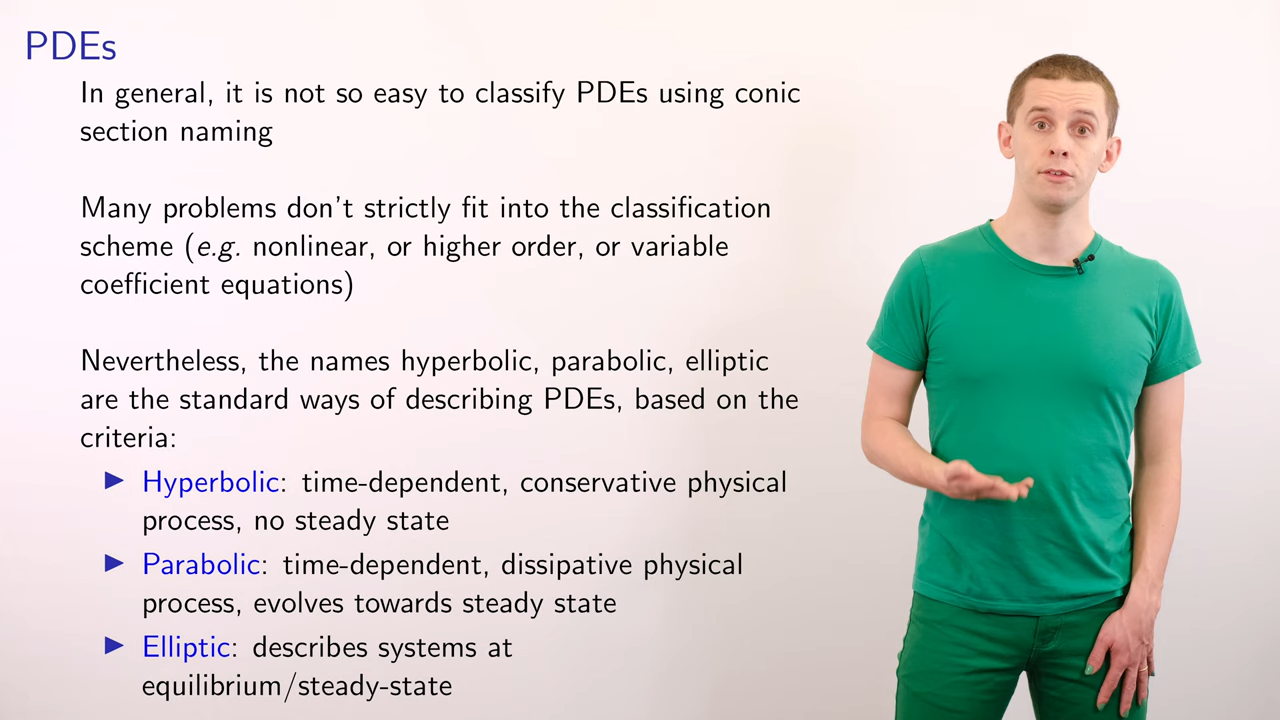 PDEs
In general, it is not so easy to classify PDEs using conic
section naming
Many problems don't strictly fit into the classification
scheme (e.g. nonlinear, or higher order, or variable
coefficient equations)
Nevertheless, the names hyperbolic, parabolic, elliptic
are the standard ways of describing PDEs, based on the
criteria:
▶ Hyperbolic: time-dependent, conservative physical
process, no steady state
▶ Parabolic: time-dependent, dissipative physical
process, evolves towards steady state
▶ Elliptic: describes systems at
equilibrium/steady-state